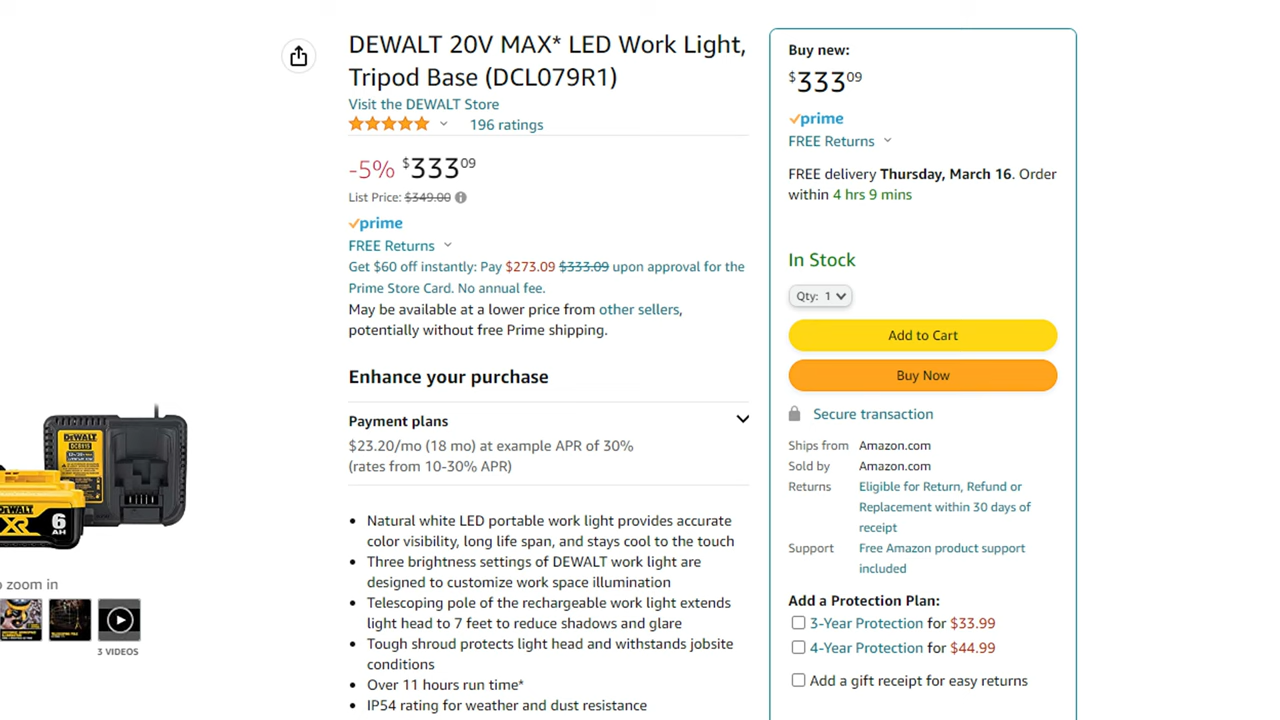 DEWALT 20V MAX* LED Work Light,
Tripod Base (DCL079R1)
Visit the DEWALT Store
196 ratings
-5% $333 09
List Price: $349.00
prime
FREE Returns
Get $60 off instantly: Pay $273.09 $333.09 upon approval for the
Prime Store Card. No annual fee.
May be available at a lower price from other sellers,
potentially without free Prime shipping.
Enhance your purchase
Payment plans
$23.20/mo (18 mo) at example APR of 30%
(rates from 10-30% APR)
• Natural white LED portable work light provides accurate
color visibility, long life span, and stays cool to the touch
• Three brightness settings of DEWALT work light are
designed to customize work space illumination
• Telescoping pole of the rechargeable work light extends
light head to 7 feet to reduce shadows and glare
• Tough shroud protects light head and withstands jobsite
conditions
• Over 11 hours run time*
• IP54 rating for weather and dust resistance
Buy new:
$333 09
prime
FREE Returns
FREE delivery Thursday, March 16. Order
within 4 hrs 9 mins
In Stock
Qty: 1
Add to Cart
Buy Now
Secure transaction
Ships from Amazon.com
Sold by Amazon.com
Returns Eligible for Return, Refund or
Replacement within 30 days of
receipt
Support Free Amazon product support
included
Add a Protection Plan:
3-Year Protection for $33.99
4-Year Protection for $44.99
Add a gift receipt for easy returns
DEWALT
XR
6
AH
zoom in
3 VIDEOS